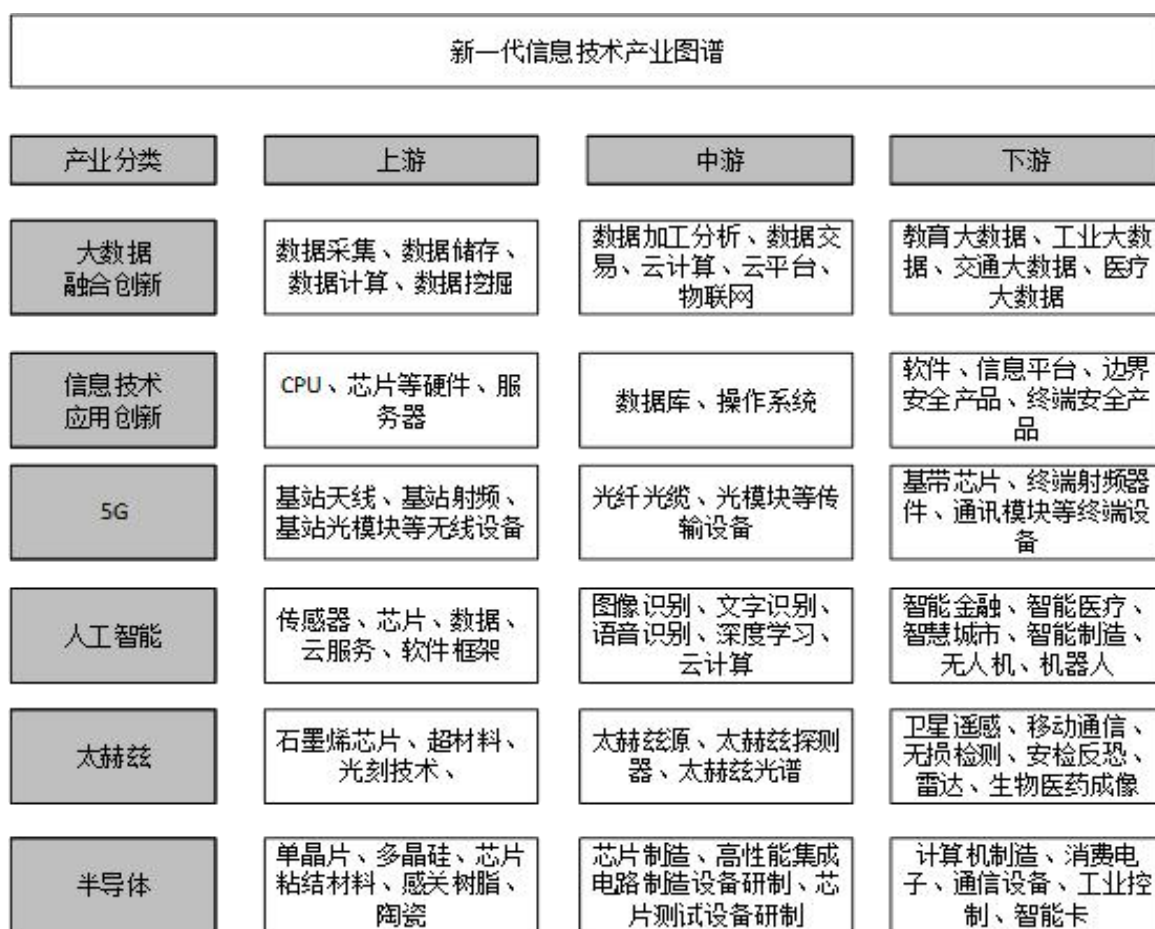 新一代信息技术产业图谱
产业分类
上游
中游
下游
大数据
融合创新
数据采集、数据储存、
数据计算、数据挖掘
数据加工分析、数据交
易、云计算、云平台、
物联网
教育大数据、工业大数
据、交通大数据、医疗
大数据
信息技术
应用创新
CPU、芯片等硬件、服
务器
数据库、操作系统
软件、信息平台、边界
安全产品、终端安全产
品
5G
基站天线、基站射频、
基站光模块等无线设备
光纤光缆、光模块等传
输设备
基带芯片、终端射频器
件、通讯模块等终端设
备
人工智能
传感器、芯片、数据、
云服务、软件框架
图像识别、文字识别、
语音识别、深度学习、
云计算
智能金融、智能医疗、
智慧城市、智能制造、
无人机、机器人
太赫兹
石墨烯芯片、超材料、
光刻技术、
太赫兹源、太赫兹探测
器、太赫兹光谱
卫星遥感、移动通信、
无损检测、安检反恐、
雷达、生物医药成像
半导体
单晶片、多晶硅、芯片
粘结材料、感关树脂、
陶瓷
芯片制造、高性能集成
电路制造设备研制、芯
片测试设备研制
计算机制造、消费电
子、通信设备、工业控
制、智能卡